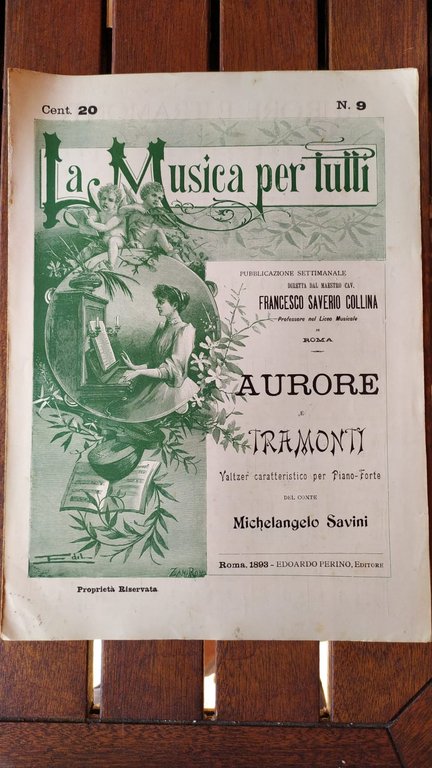 Cent. 20
N. 9
La Musica per tutti
PUBBLICAZIONE SETTIMANALE
DIRETTA DAL MAESTRO CAV.
FRANCESCO SAVERIO COLLINA
Professore nel Liceo Musicale
DI
ROMA
AURORE
e
TRAMONTI
Valtzer caratteristico per Piano-Forte
DEL CONTE
Michelangelo Savini
Roma, 1893 - EDOARDO PERINO, EDITORE
Proprietà Riservata